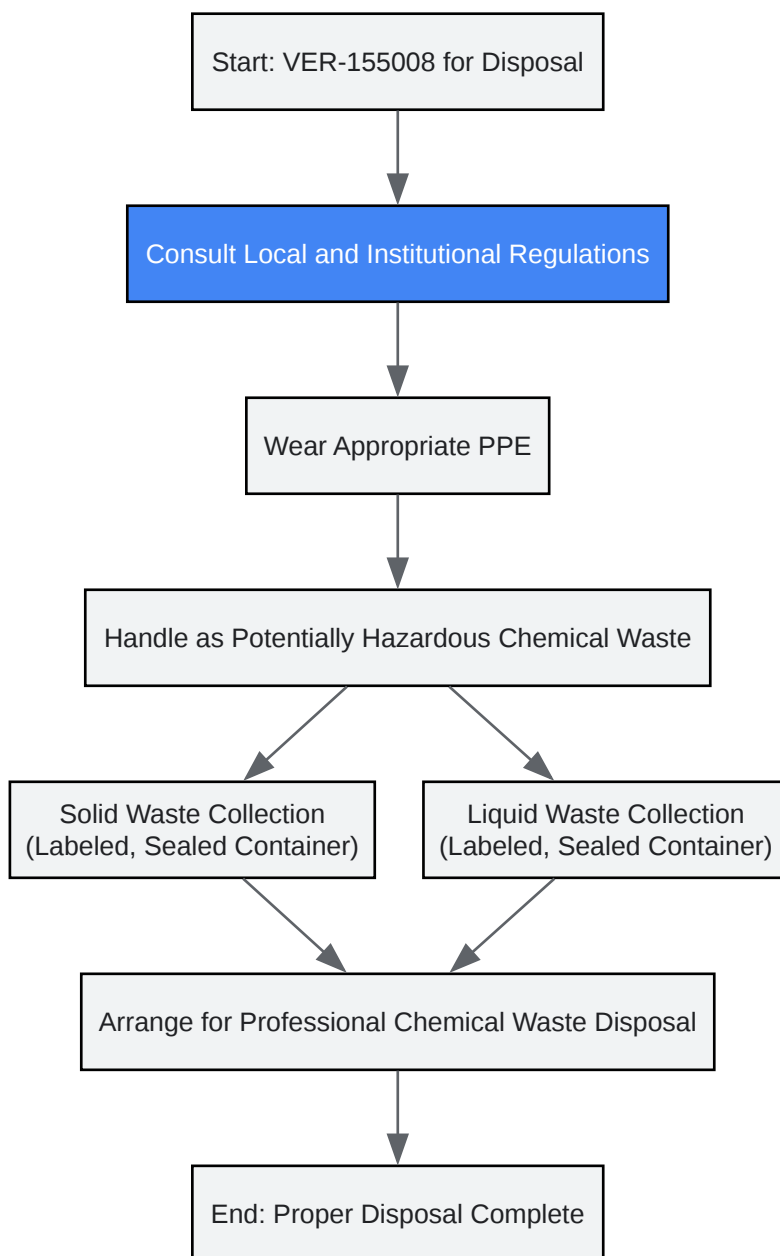 Start: VER-155008 for Disposal
Consult Local and Institutional Regulations
Wear Appropriate PPE
Handle as Potentially Hazardous Chemical Waste
Solid Waste Collection
(Labeled, Sealed Container)
Liquid Waste Collection
(Labeled, Sealed Container)
Arrange for Professional Chemical Waste Disposal
End: Proper Disposal Complete